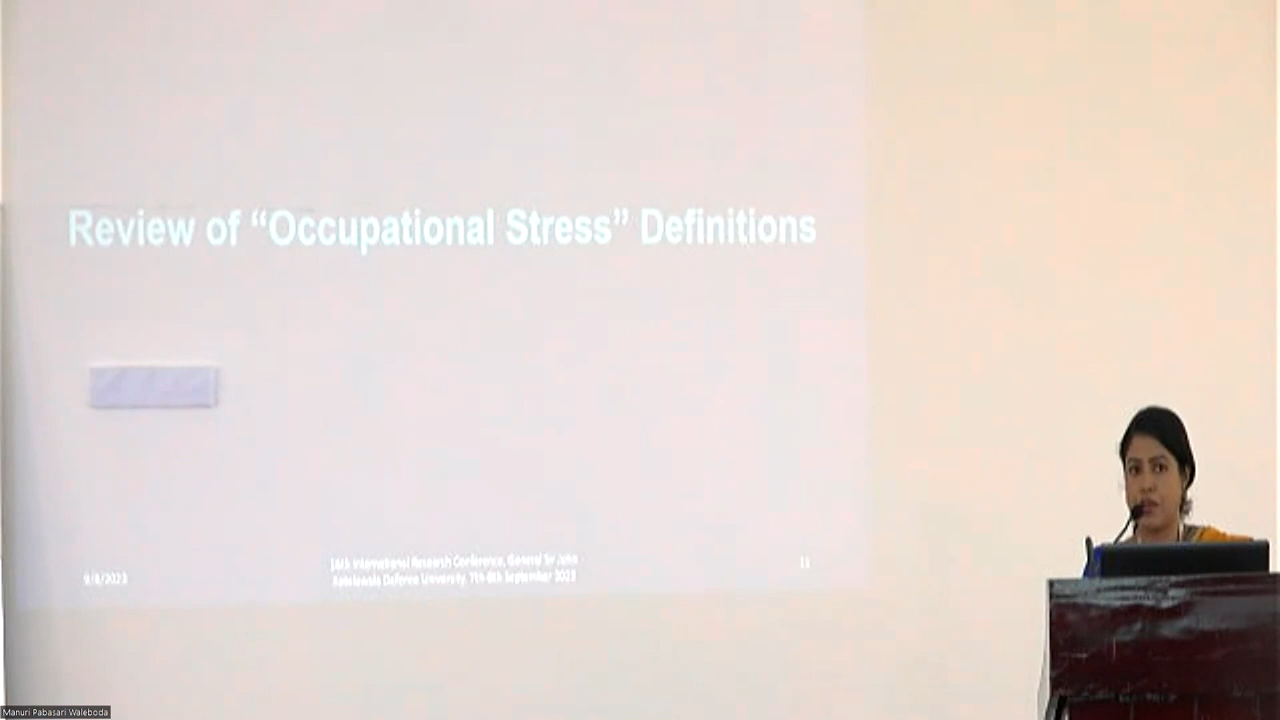 Review of “Occupational Stress” Definitions
9/8/2023
16th International Research Conference, General Sir John
Kotelawala Defence University, 7th-8th September 2023
11
Manuri Pabasari Waleboda